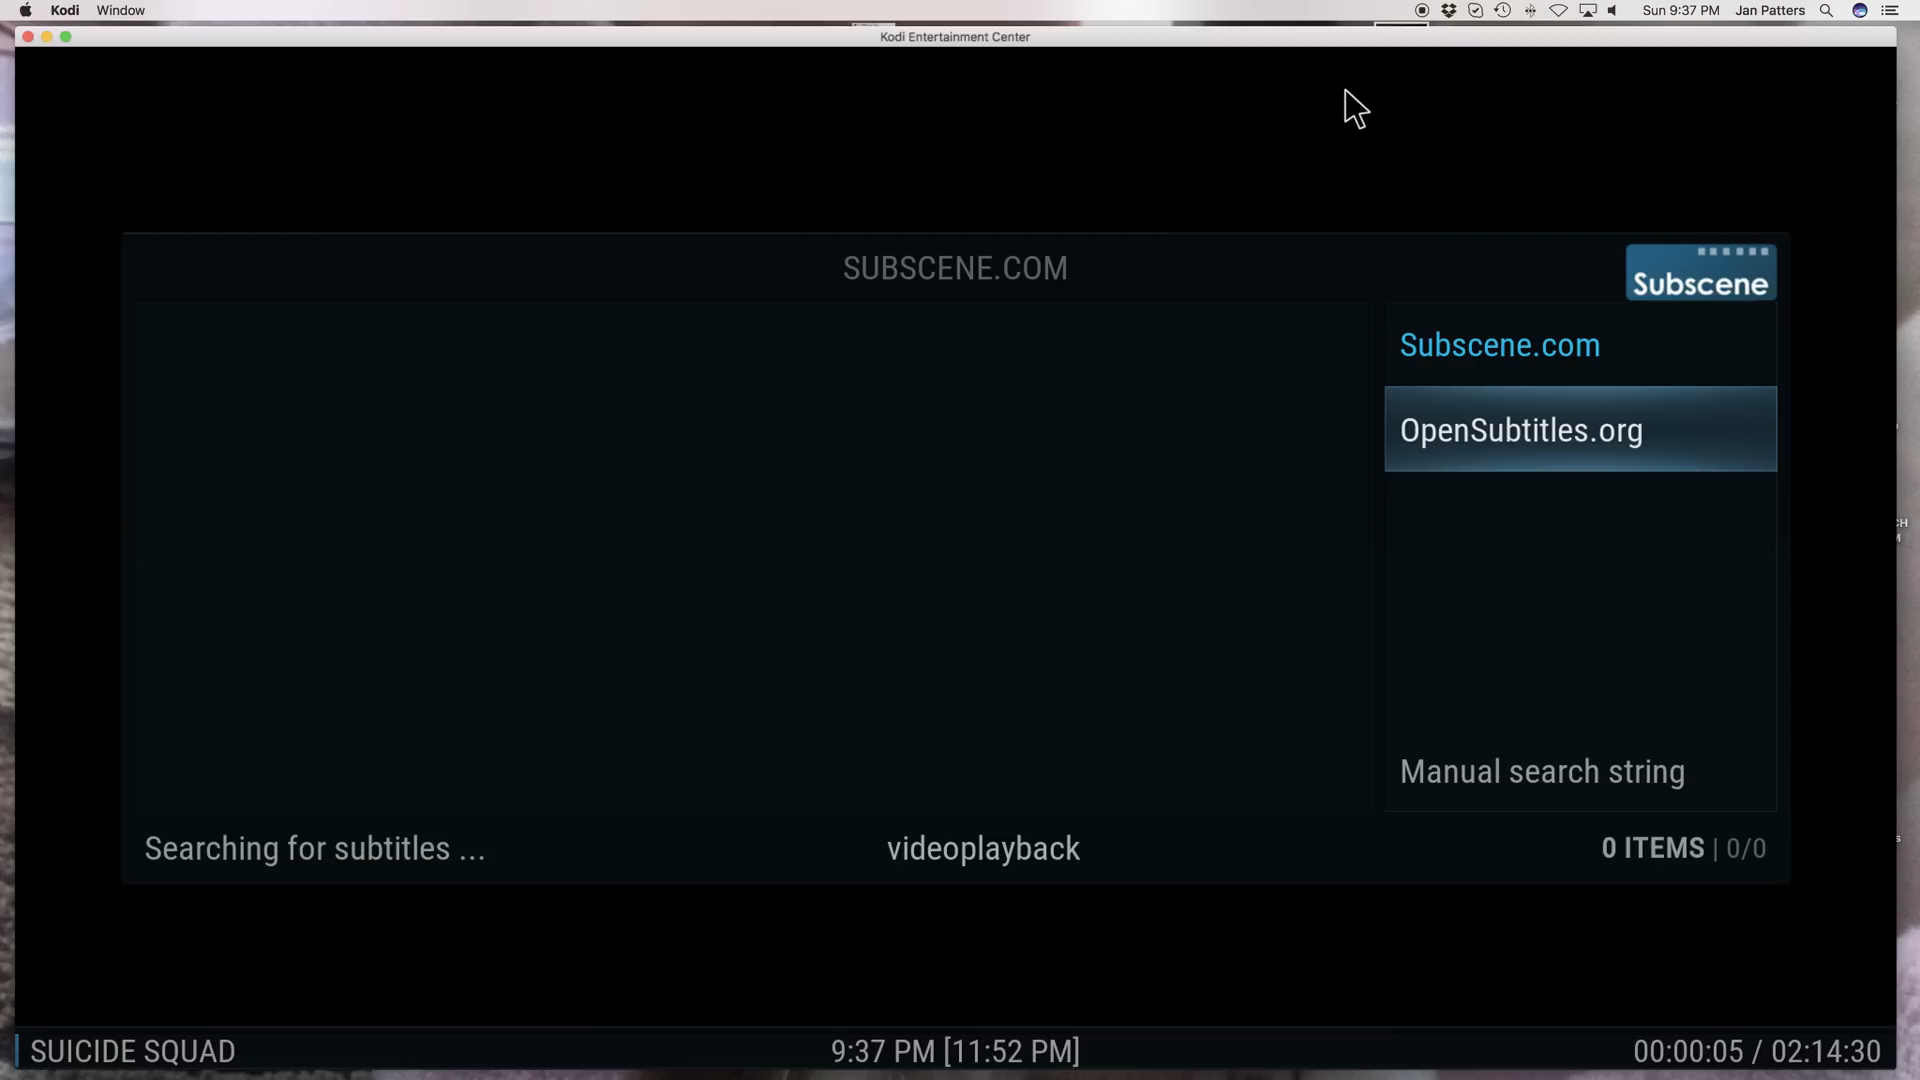 Kodi Window Sun 9:37 PM Jan Patters
Kodi Entertainment Center
SUBSCENE.COM
Subscene
Subscene.com
OpenSubtitles.org
CH
Manual search string
Searching for subtitles ... videoplayback 0 ITEMS | 0/0
SUICIDE SQUAD 9:37 PM [11:52 PM] 00:00:05 / 02:14:30